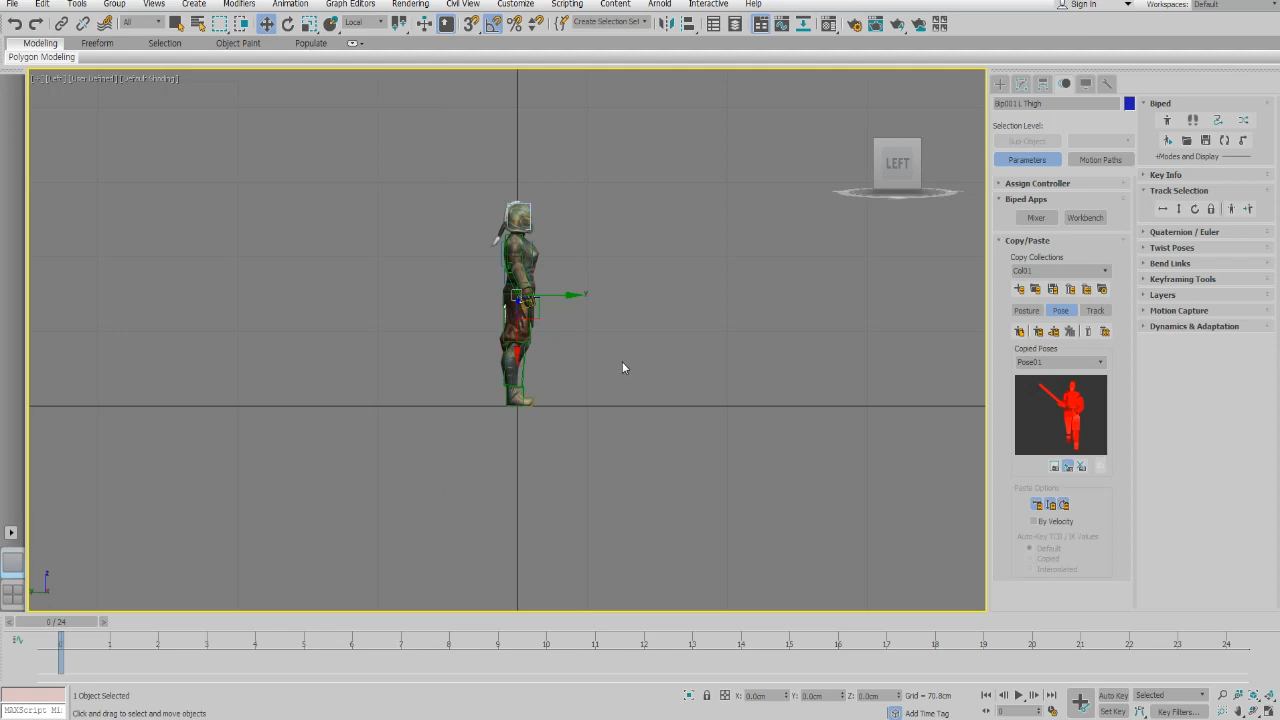 File Edit Tools Group Views Create Modifiers Animation Graph Editors Rendering Civil View Customize Scripting Content Arnold Interactive Help Sign In Workspaces: Default
All Local Create Selection Set
Modeling Freeform Selection Object Paint Populate
Polygon Modeling
[+] [Left] [User Defined] [Default Shading]
LEFT
y
z
y x
Bip001 L Thigh
Selection Level:
Sub-Object
Parameters Motion Paths
Assign Controller
Biped Apps
Mixer Workbench
Copy/Paste
Copy Collections
Col01
Posture Pose Track
Copied Poses
Pose01
Paste Options
By Velocity
Auto-Key TCB / IK Values
Default
Copied
Interpolated
Biped
+Modes and Display
Key Info
Track Selection
Quaternion / Euler
Twist Poses
Bend Links
Keyframing Tools
Layers
Motion Capture
Dynamics & Adaptation
< 0 / 24 >
0 1 2 3 4 5 6 7 8 9 10 11 12 13 14 15 16 17 18 19 20 21 22 23 24
1 Object Selected X: 0.0cm Y: 0.0cm Z: 0.0cm Grid = 70.8cm Auto Key Selected
MAXScript Mi Click and drag to select and move objects Add Time Tag 0 Set Key Key Filters...